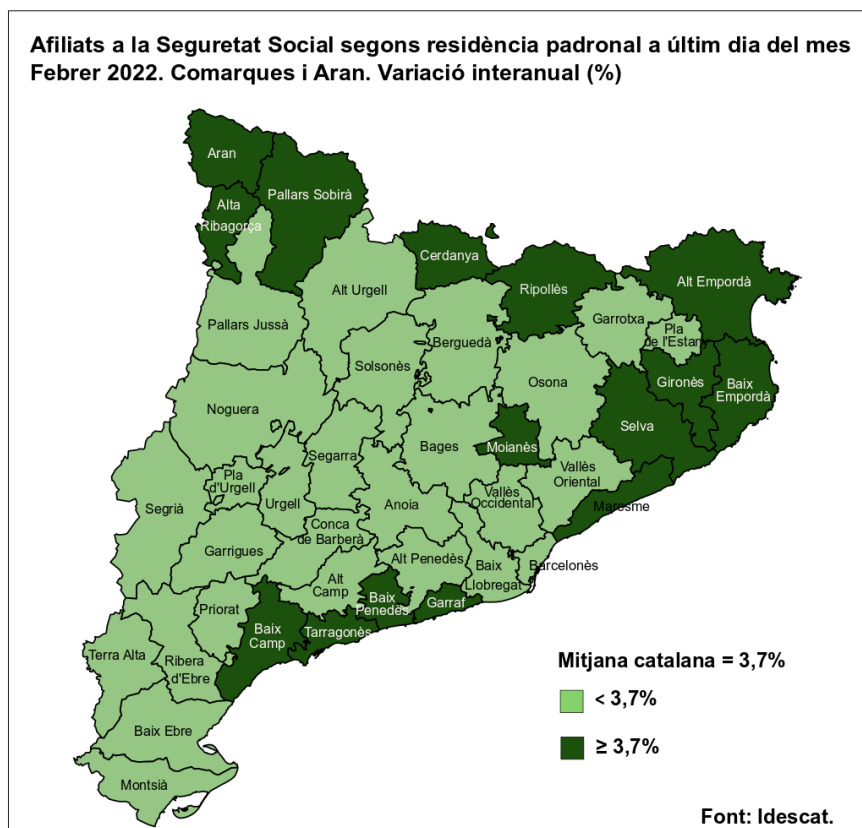 Afiliats a la Seguretat Social segons residència padronal a últim dia del mes
Febrer 2022. Comarques i Aran. Variació interanual (%)
Aran
Pallars Sobirà
Alta
Ribagorça
Cerdanya
Ripollès
Alt Empordà
Alt Urgell
Garrotxa
Pallars Jussà
Pla
de l'Estany
Berguedà
Solsonès
Osona
Gironès
Baix
Empordà
Noguera
Selva
Bages
Moianès
Segarra
Vallès
Oriental
Pla
d'Urgell
Vallès
Occidental
Segrià
Urgell
Anoia
Maresme
Conca
de Barberà
Garrigues
Alt Penedès
Baix
Llobregat
Barcelonès
Alt
Camp
Baix
Penedès
Garraf
Priorat
Baix
Camp
Tarragonès
Terra Alta
Ribera
d'Ebre
Baix Ebre
Montsià
Mitjana catalana = 3,7%
< 3,7%
≥ 3,7%
Font: Idescat.